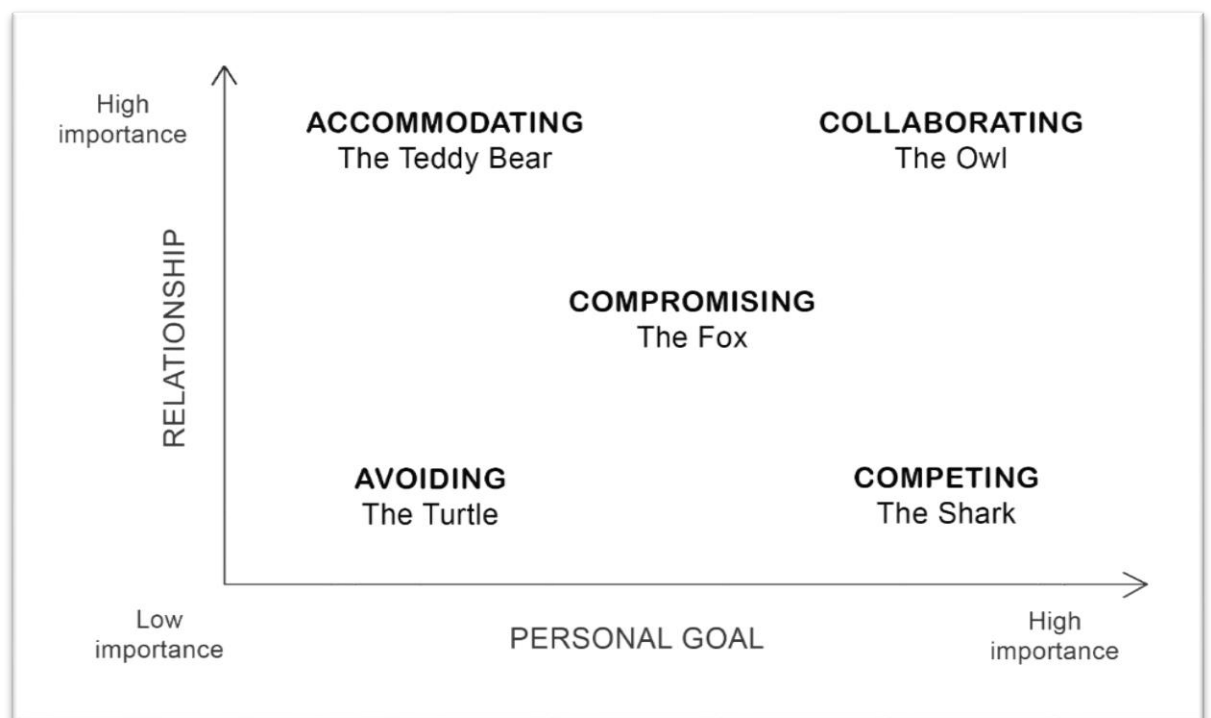 High
importance
ACCOMMODATING
The Teddy Bear
COLLABORATING
The Owl
RELATIONSHIP
COMPROMISING
The Fox
AVOIDING
The Turtle
COMPETING
The Shark
Low
importance
PERSONAL GOAL
High
importance